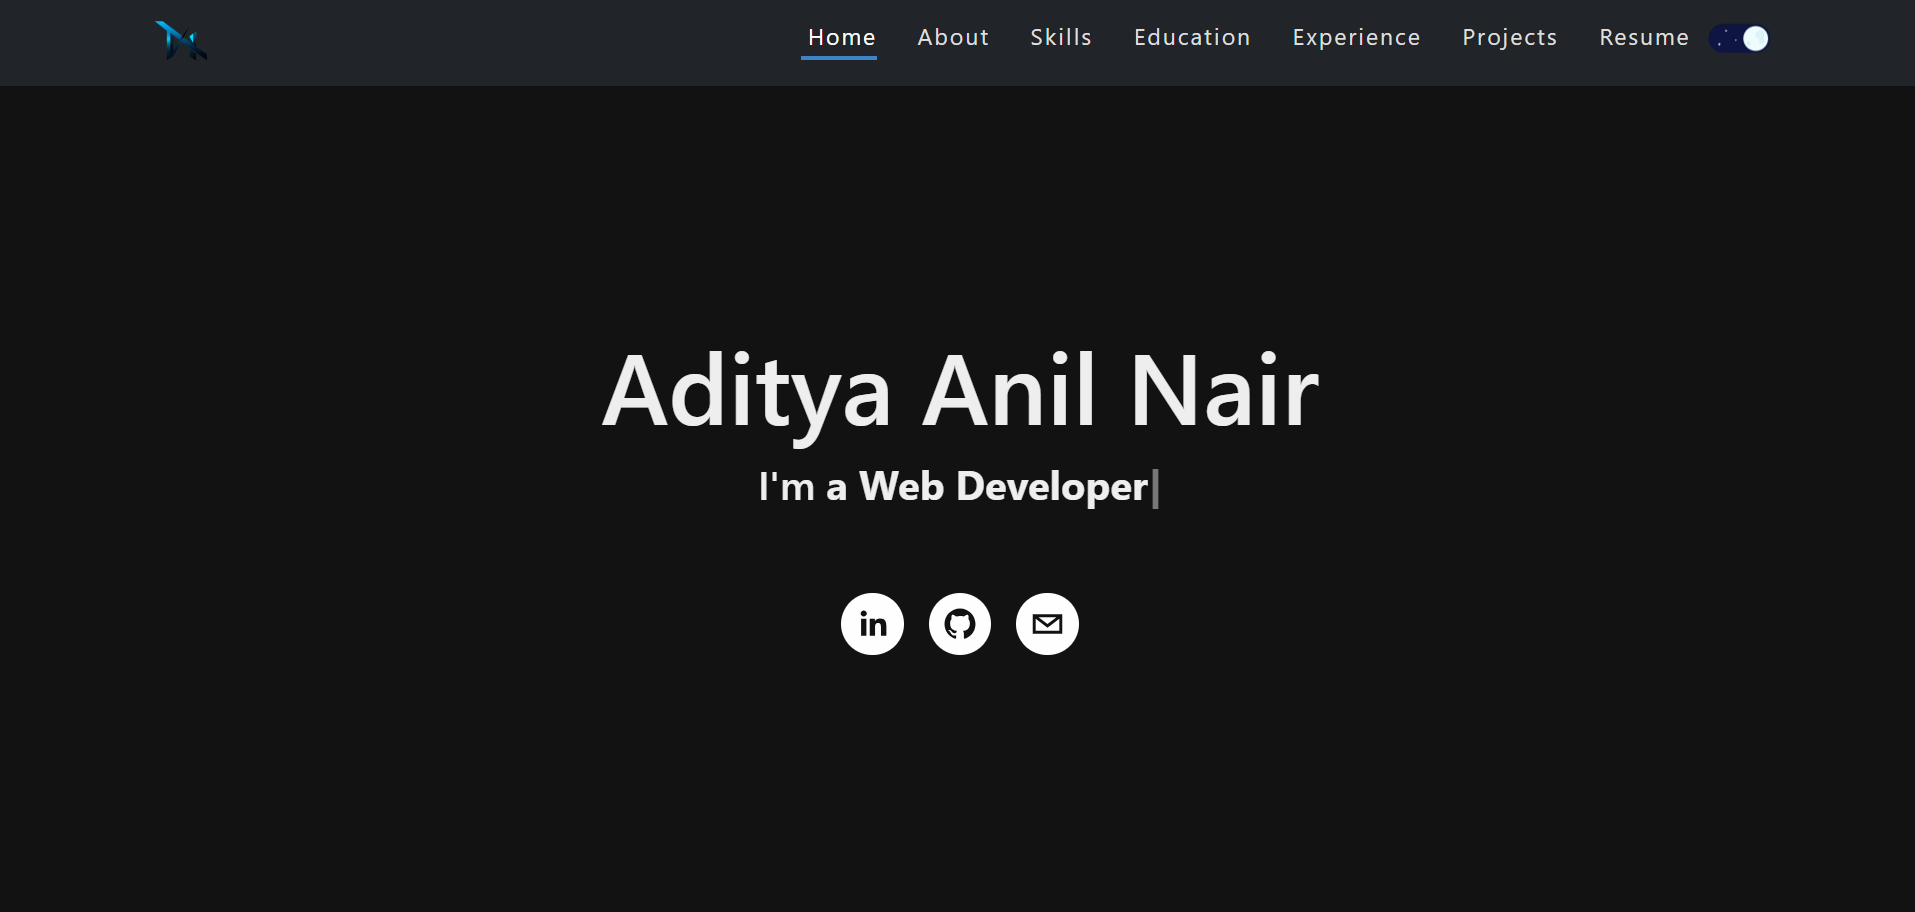 Home About Skills Education Experience Projects Resume
Aditya Anil Nair
I'm a Web Developer
in